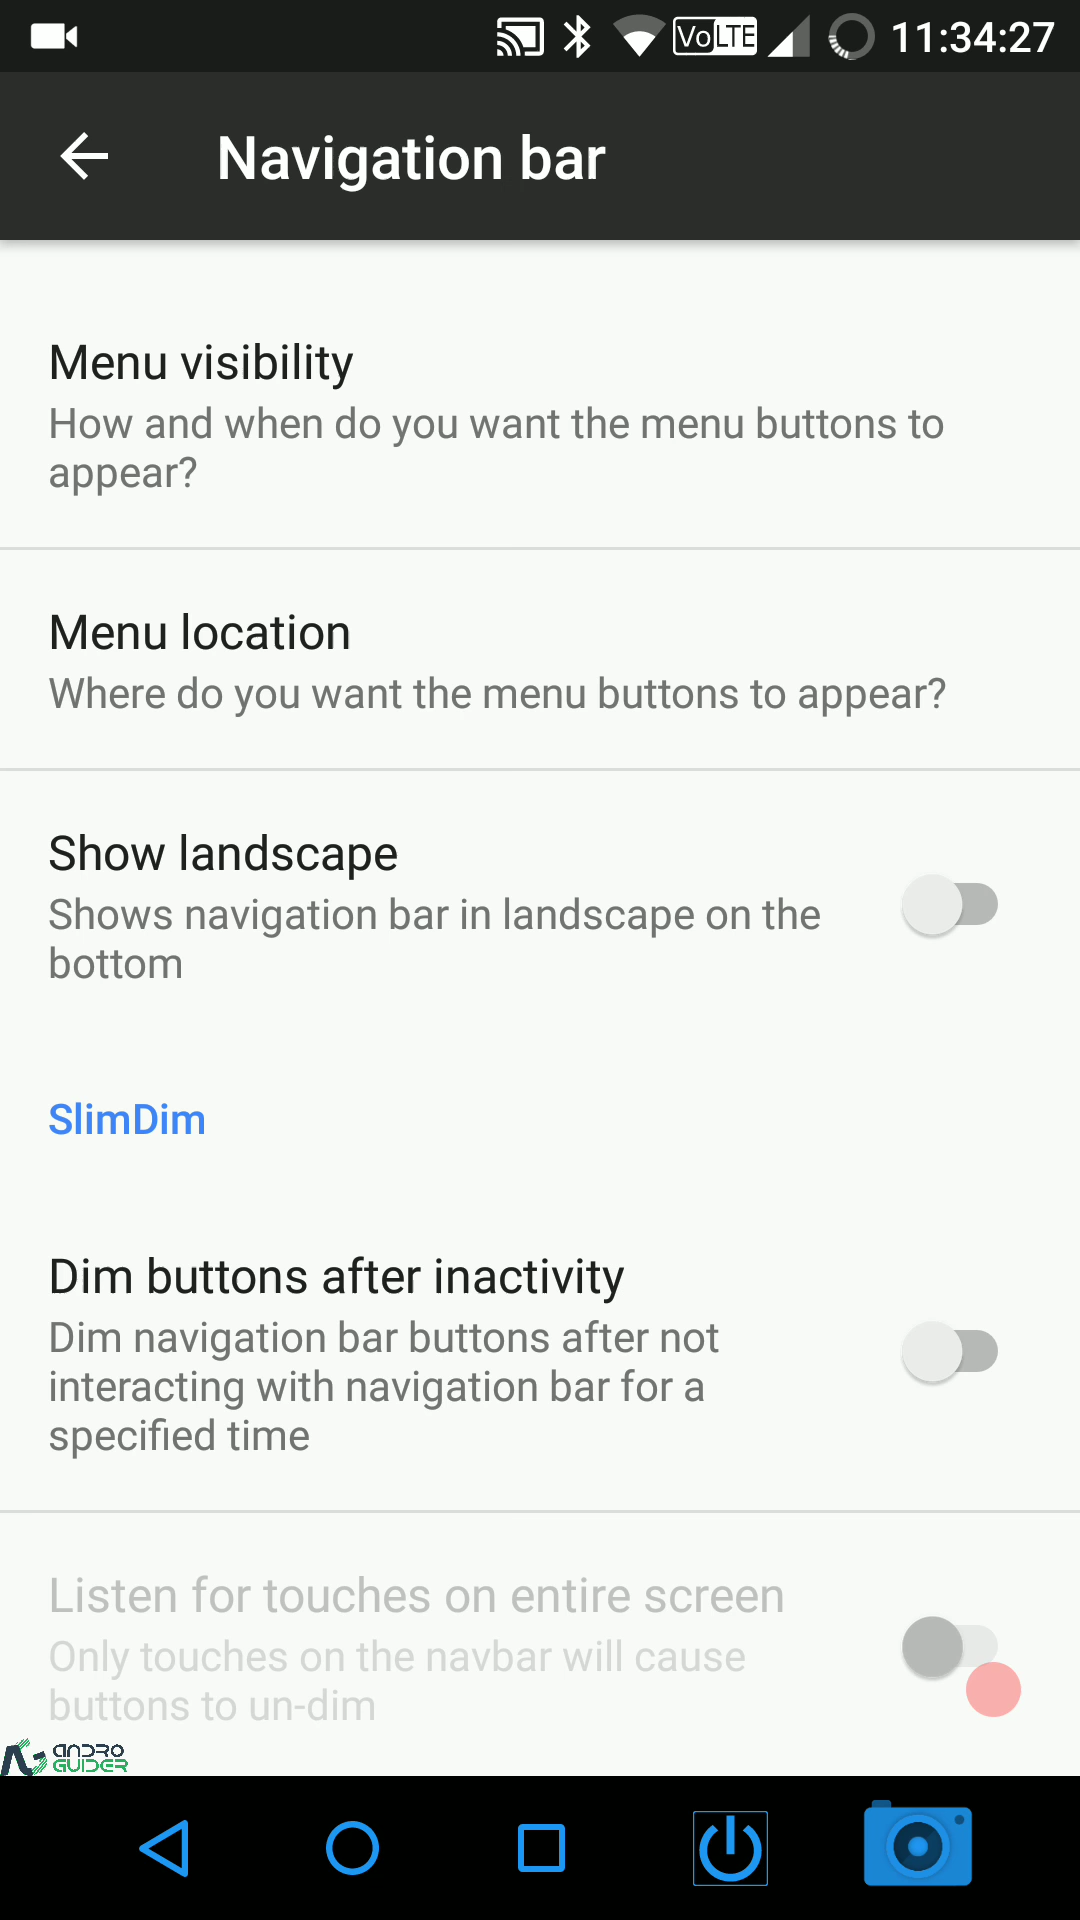 VoLTE 11:34:27
Navigation bar
Menu visibility
How and when do you want the menu buttons to
appear?
Menu location
Where do you want the menu buttons to appear?
Show landscape
Shows navigation bar in landscape on the
bottom
SlimDim
Dim buttons after inactivity
Dim navigation bar buttons after not
interacting with navigation bar for a
specified time
Listen for touches on entire screen
Only touches on the navbar will cause
buttons to un-dim
ANDRO
GUIDER